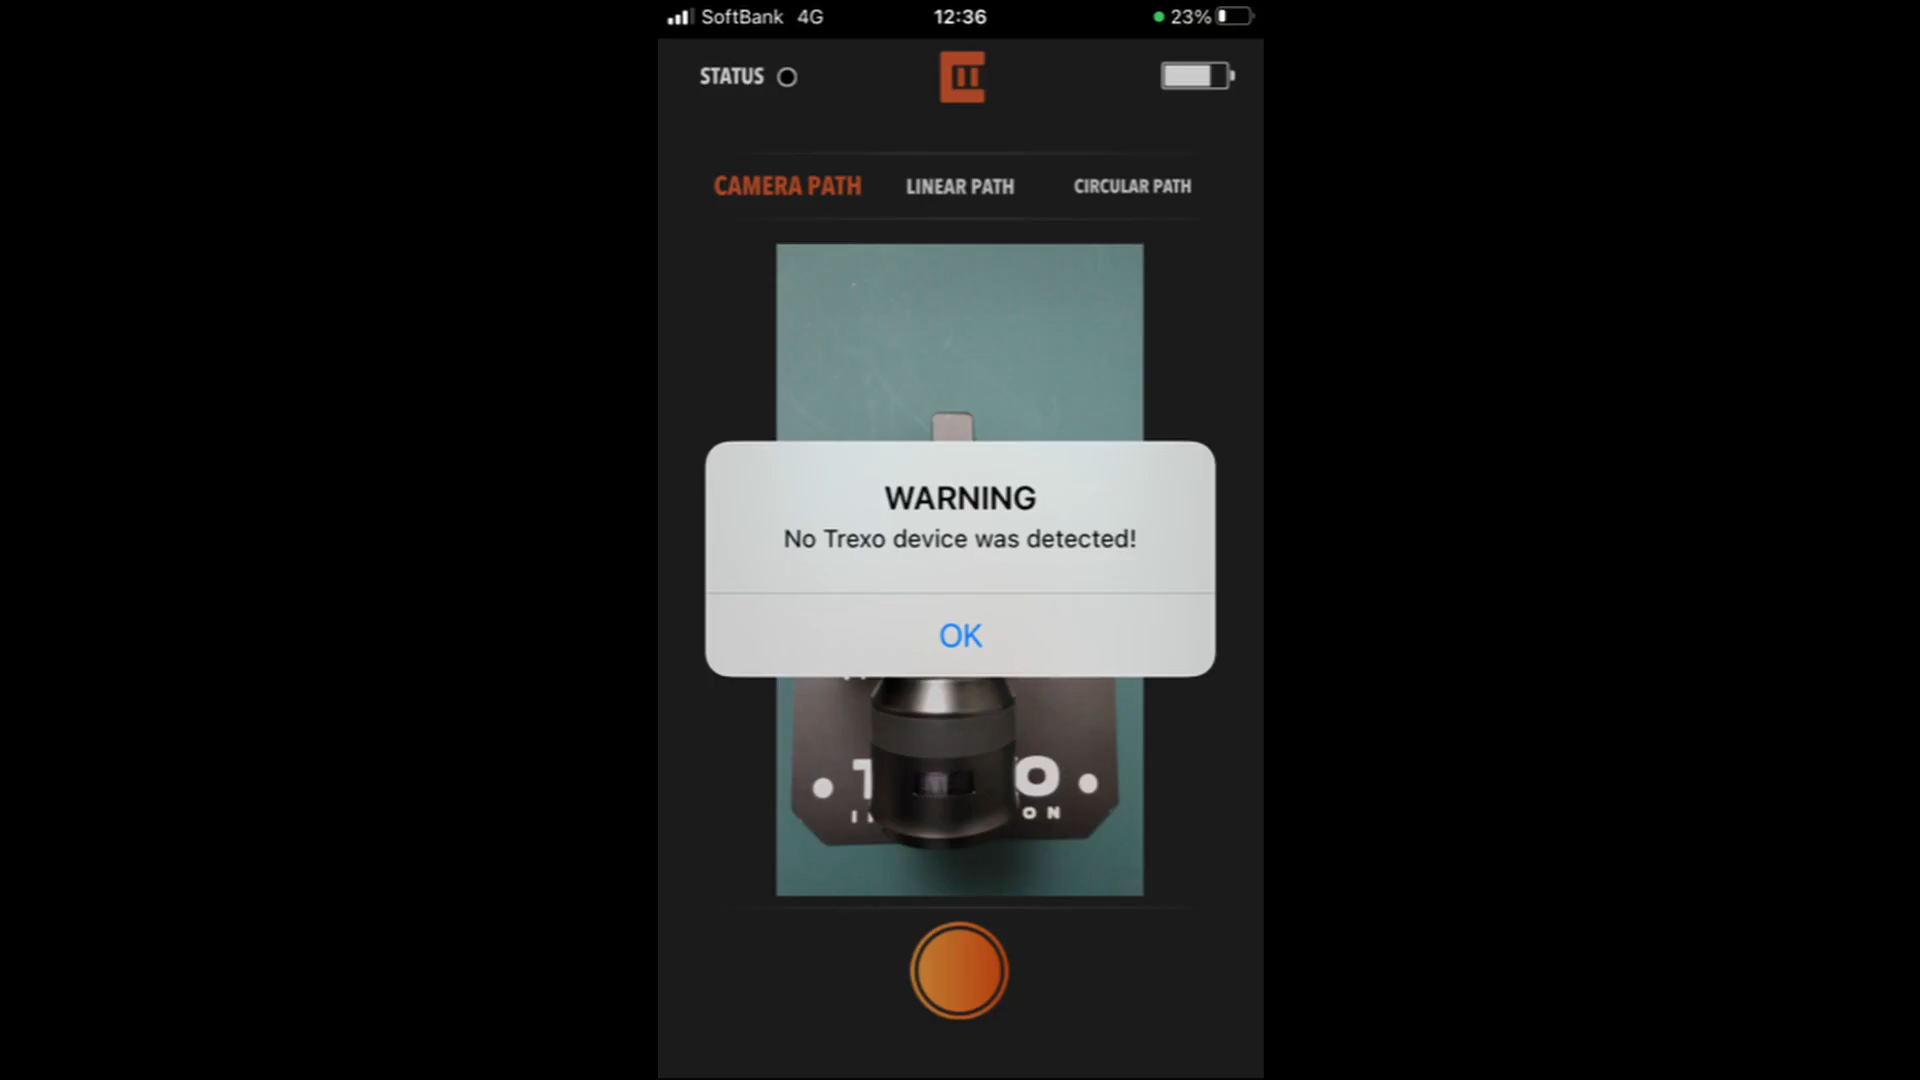 SoftBank 4G 12:36 23%
STATUS
CAMERA PATH LINEAR PATH CIRCULAR PATH
WARNING
No Trexo device was detected!
OK